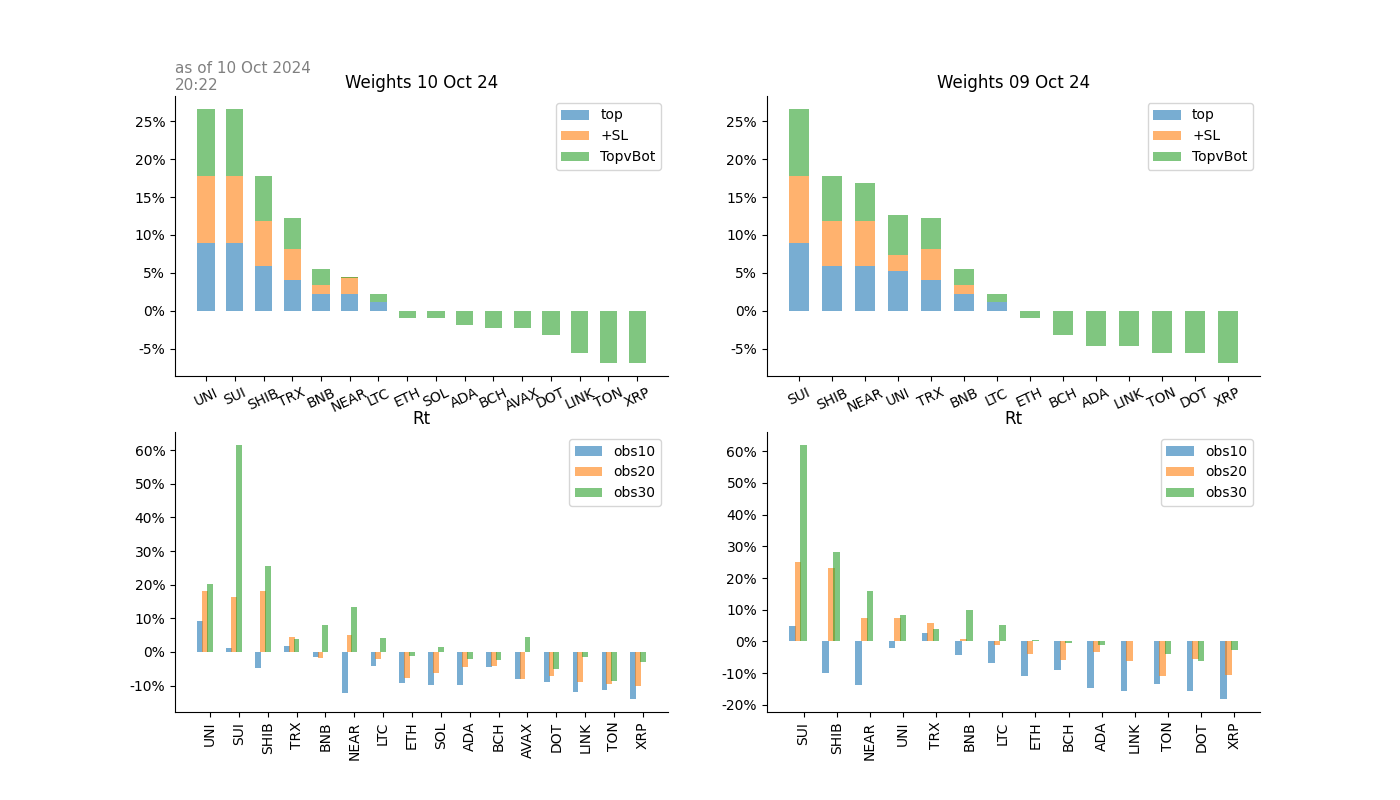 as of 10 Oct 2024
20:22
Weights 10 Oct 24
25%
20%
15%
10%
5%
0%
-5%
top
+SL
TopvBot
UNI SUI SHIB TRX BNB NEAR LTC ETH SOL ADA BCH AVAX DOT LINK TON XRP
Weights 09 Oct 24
25%
20%
15%
10%
5%
0%
-5%
top
+SL
TopvBot
SUI SHIB NEAR UNI TRX BNB LTC ETH BCH ADA LINK TON DOT XRP
Rt
60%
50%
40%
30%
20%
10%
0%
-10%
obs10
obs20
obs30
UNI SUI SHIB TRX BNB NEAR LTC ETH SOL ADA BCH AVAX DOT LINK TON XRP
Rt
60%
50%
40%
30%
20%
10%
0%
-10%
-20%
obs10
obs20
obs30
SUI SHIB NEAR UNI TRX BNB LTC ETH BCH ADA LINK TON DOT XRP